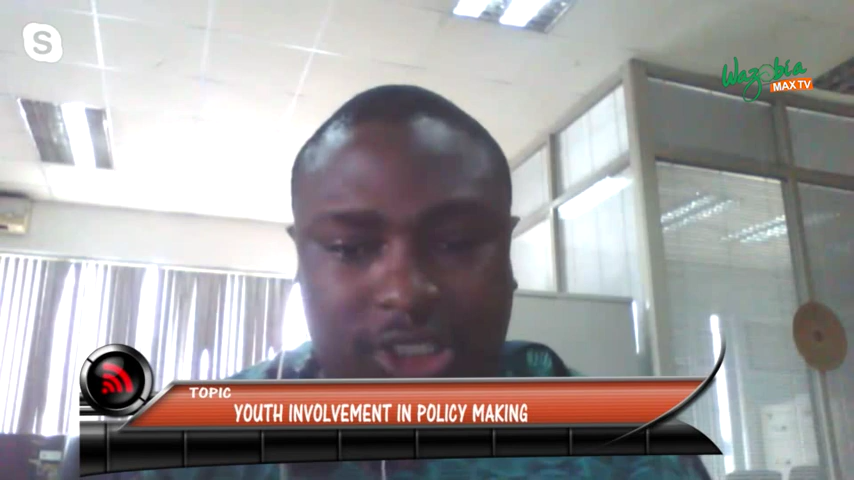 S
Wazobia
MAX TV
TOPIC
YOUTH INVOLVEMENT IN POLICY MAKING